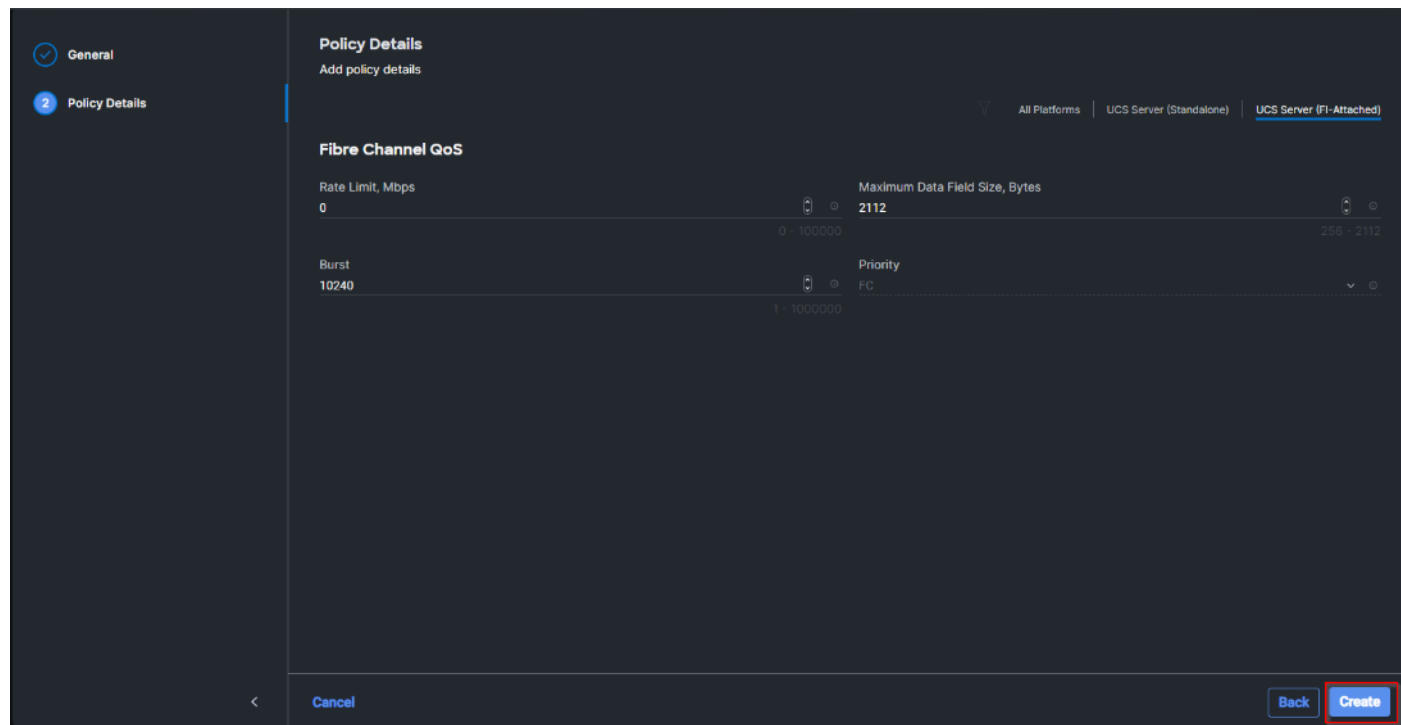 General
2 Policy Details
Policy Details
Add policy details
All Platforms UCS Server (Standalone) UCS Server (FI-Attached)
Fibre Channel QoS
Rate Limit, Mbps
0
0 - 100000
Maximum Data Field Size, Bytes
2112
256 - 2112
Burst
10240
1 - 1000000
Priority
FC
< Cancel Back Create